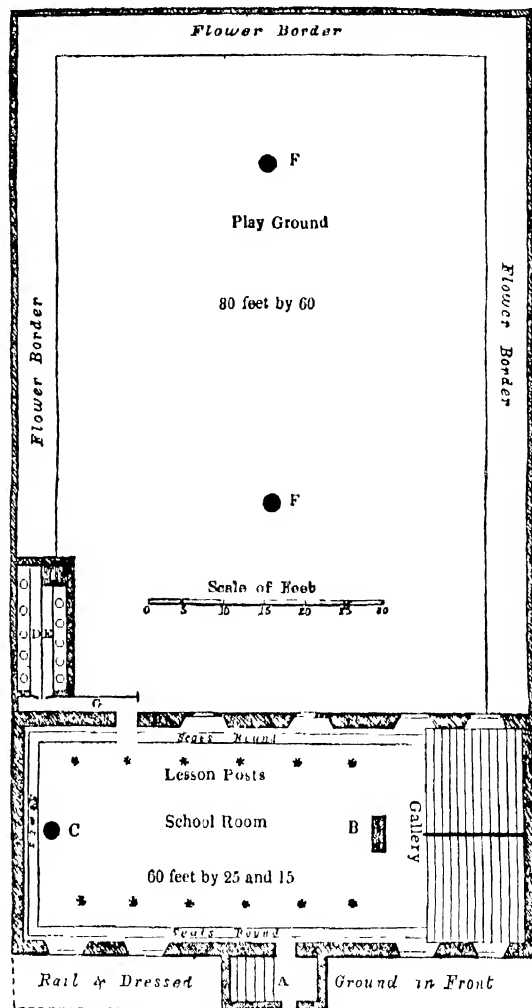 Flower Border
F
Play Ground
80 feet by 60
Flower Border
Flower Border
F
Scale of Feet
0 5 10 15 20 25 30
D E
G
Seats Round
Lesson Posts
School Room
C
B
Gallery
60 feet by 25 and 15
Seats Round
Rail & Dressed
A
Ground in Front